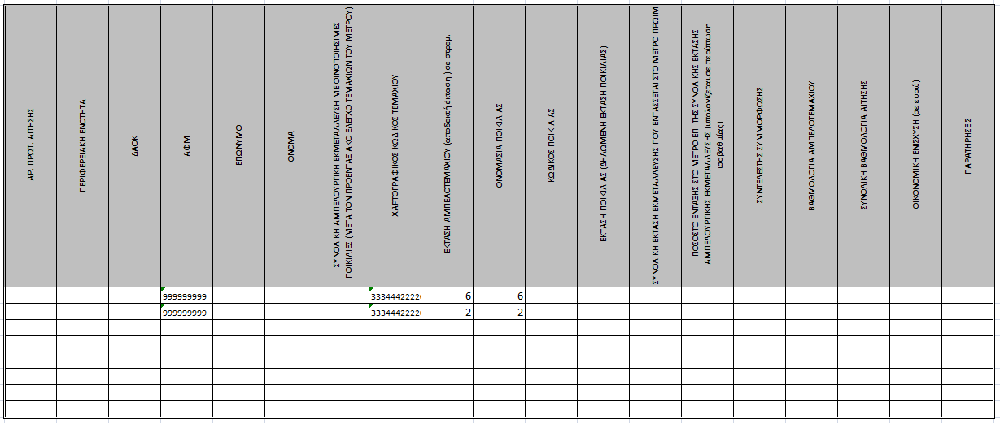 ΑΡ. ΠΡΩΤ. ΑΙΤΗΣΗΣ
ΠΕΡΙΦΕΡΕΙΑΚΗ ΕΝΟΤΗΤΑ
ΔΑΟΚ
ΑΦΜ
ΕΠΩΝΥΜΟ
ΟΝΟΜΑ
ΣΥΝΟΛΙΚΗ ΑΜΠΕΛΟΥΡΓΙΚΗ ΕΚΜΕΤΑΛΛΕΥΣΗ ΜΕ ΟΙΝΟΠΟΙΗΣΙΜΕΣ
ΠΟΙΚΙΛΙΕΣ (ΜΕΤΑ ΤΟΝ ΠΡΟΕΝΤΑΞΙΑΚΟ ΕΛΕΓΧΟ ΤΕΜΑΧΙΩΝ ΤΟΥ ΜΕΤΡΟΥ)
ΧΑΡΤΟΓΡΑΦΙΚΟΣ ΚΩΔΙΚΟΣ ΤΕΜΑΧΙΟΥ
ΕΚΤΑΣΗ ΑΜΠΕΛΟΤΕΜΑΧΙΟΥ (αποδεκτή έκταση ) σε στρεμ.
ΟΝΟΜΑΣΙΑ ΠΟΙΚΙΛΙΑΣ
ΚΩΔΙΚΟΣ ΠΟΙΚΙΛΙΑΣ
ΕΚΤΑΣΗ ΠΟΙΚΙΛΙΑΣ (ΔΗΛΩΜΕΝΗ ΕΚΤΑΣΗ ΠΟΙΚΙΛΙΑΣ)
ΣΥΝΟΛΙΚΗ ΕΚΤΑΣΗ ΕΚΜΕΤΑΛΛΕΥΣΗΣ ΠΟΥ ΕΝΤΑΣΣΕΤΑΙ ΣΤΟ ΜΕΤΡΟ ΠΡΩΙΜ
ΠΟΣΟΣΤΟ ΕΝΤΑΞΗΣ ΣΤΟ ΜΕΤΡΟ ΕΠΙ ΤΗΣ ΣΥΝΟΛΙΚΗΣ ΕΚΤΑΣΗΣ
ΑΜΠΕΛΟΥΡΓΙΚΗΣ ΕΚΜΕΤΑΛΛΕΥΣΗΣ (υπολογίζεται σε περίπτωση
ισοβαθμίας)
ΣΥΝΤΕΛΕΣΤΗΣ ΣΥΜΜΟΡΦΩΣΗΣ
ΒΑΘΜΟΛΟΓΙΑ ΑΜΠΕΛΟΤΕΜΑΧΙΟΥ
ΣΥΝΟΛΙΚΗ ΒΑΘΜΟΛΟΓΙΑ ΑΙΤΗΣΗΣ
ΟΙΚΟΝΟΜΙΚΗ ΕΝΙΣΧΥΣΗ (σε ευρώ)
ΠΑΡΑΤΗΡΗΣΕΙΣ
999999999 33344422220 6 6
999999999 33344422220 2 2